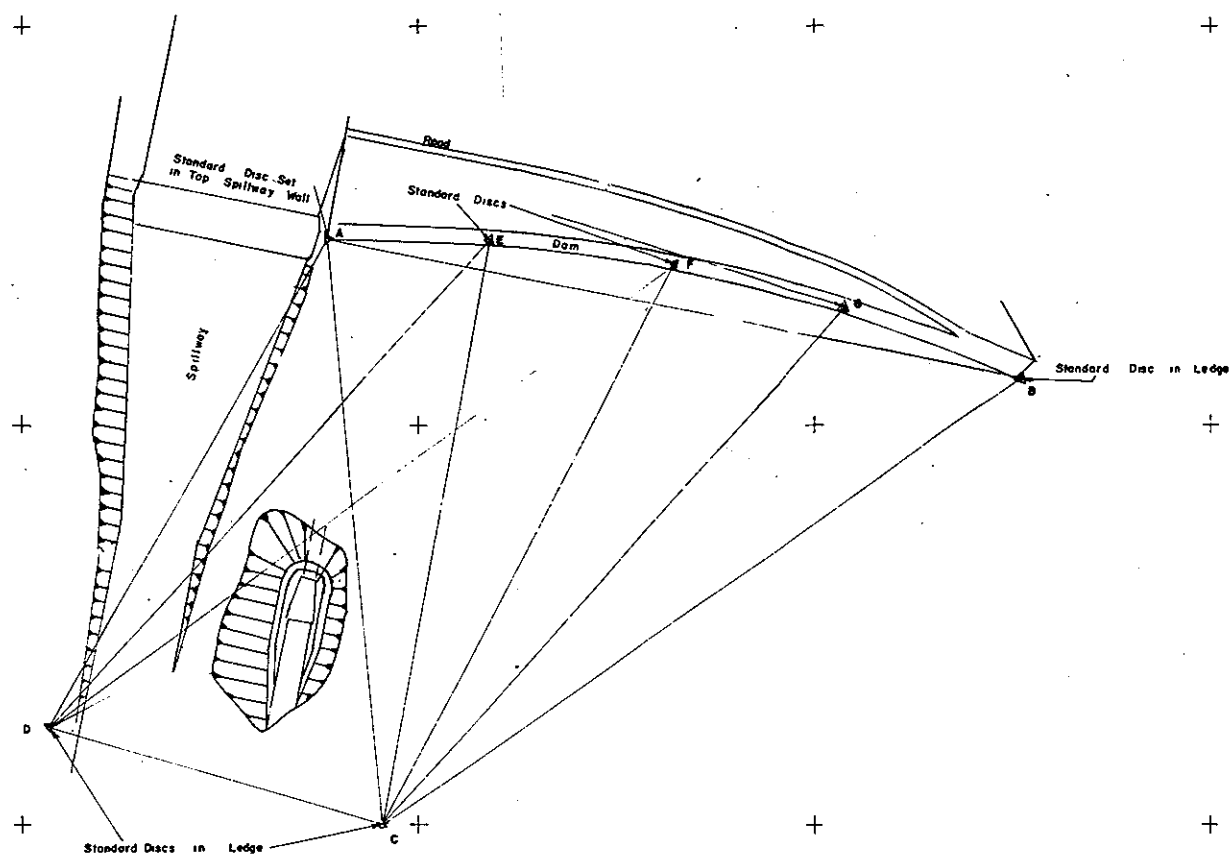 Road
Standard Disc Set
in Top Spillway Wall
Standard Discs
A
E
Dam
F
G
Spillway
Standard Disc in Ledge
B
D
C
Standard Discs in Ledge